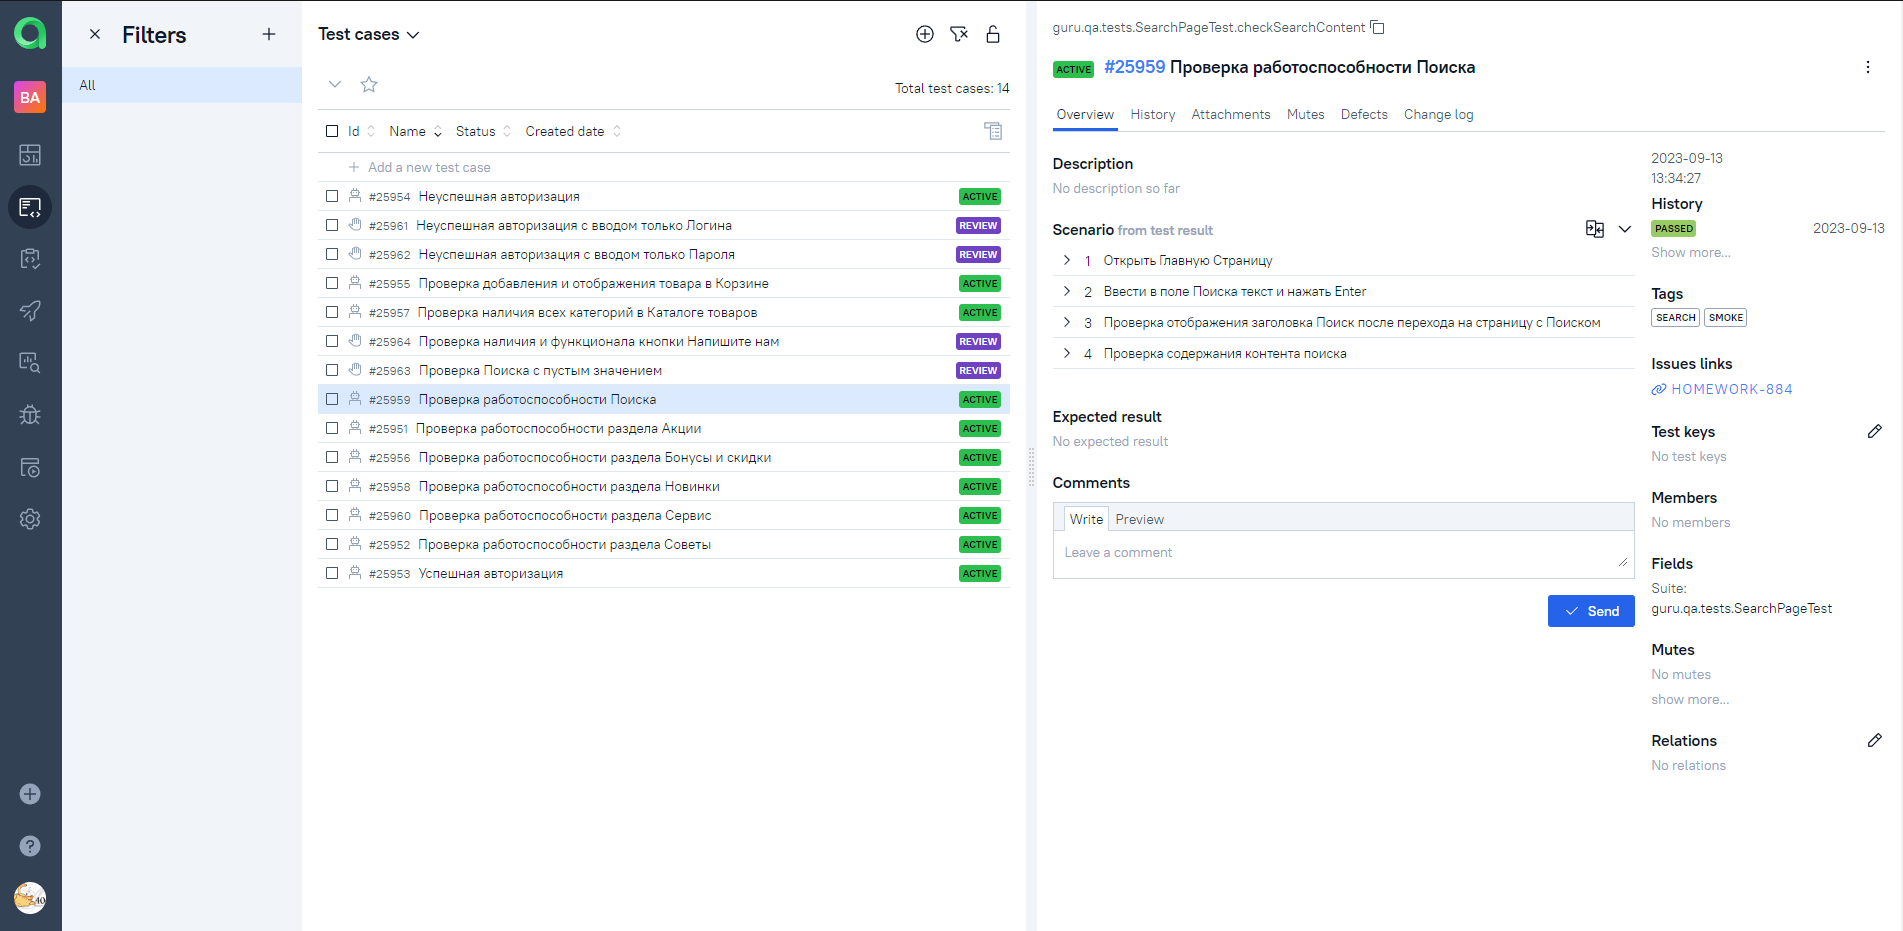 BA
Filters
All
Test cases
Total test cases: 14
Id Name Status Created date
Add a new test case
#25954 Неуспешная авторизация ACTIVE
#25961 Неуспешная авторизация с вводом только Логина REVIEW
#25962 Неуспешная авторизация с вводом только Пароля REVIEW
#25955 Проверка добавления и отображения товара в Корзине ACTIVE
#25957 Проверка наличия всех категорий в Каталоге товаров ACTIVE
#25964 Проверка наличия и функционала кнопки Напишите нам REVIEW
#25963 Проверка Поиска с пустым значением REVIEW
#25959 Проверка работоспособности Поиска ACTIVE
#25951 Проверка работоспособности раздела Акции ACTIVE
#25956 Проверка работоспособности раздела Бонусы и скидки ACTIVE
#25958 Проверка работоспособности раздела Новинки ACTIVE
#25960 Проверка работоспособности раздела Сервис ACTIVE
#25952 Проверка работоспособности раздела Советы ACTIVE
#25953 Успешная авторизация ACTIVE
guru.qa.tests.SearchPageTest.checkSearchContent
ACTIVE #25959 Проверка работоспособности Поиска
Overview History Attachments Mutes Defects Change log
Description
No description so far
Scenario from test result
1 Открыть Главную Страницу
2 Ввести в поле Поиска текст и нажать Enter
3 Проверка отображения заголовка Поиск после перехода на страницу с Поиском
4 Проверка содержания контента поиска
Expected result
No expected result
Comments
Write Preview
Leave a comment
Send
2023-09-13
13:34:27
History
PASSED 2023-09-13
Show more...
Tags
SEARCH SMOKE
Issues links
HOMEWORK-884
Test keys
No test keys
Members
No members
Fields
Suite:
guru.qa.tests.SearchPageTest
Mutes
No mutes
show more...
Relations
No relations